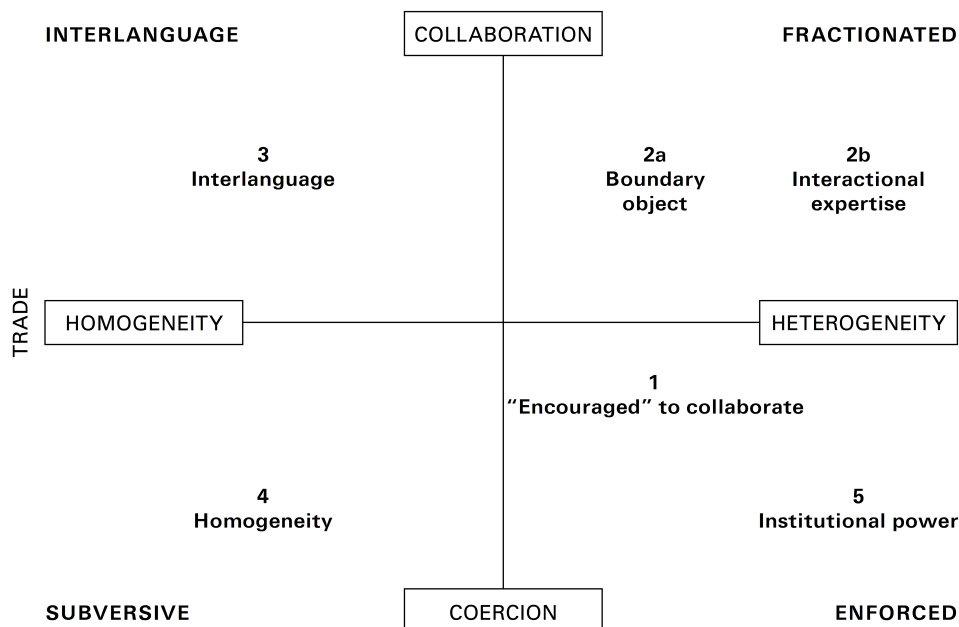 INTERLANGUAGE
COLLABORATION
FRACTIONATED
3
Interlanguage
2a
Boundary
object
2b
Interactional
expertise
TRADE
HOMOGENEITY
HETEROGENEITY
1
“Encouraged” to collaborate
4
Homogeneity
5
Institutional power
SUBVERSIVE
COERCION
ENFORCED